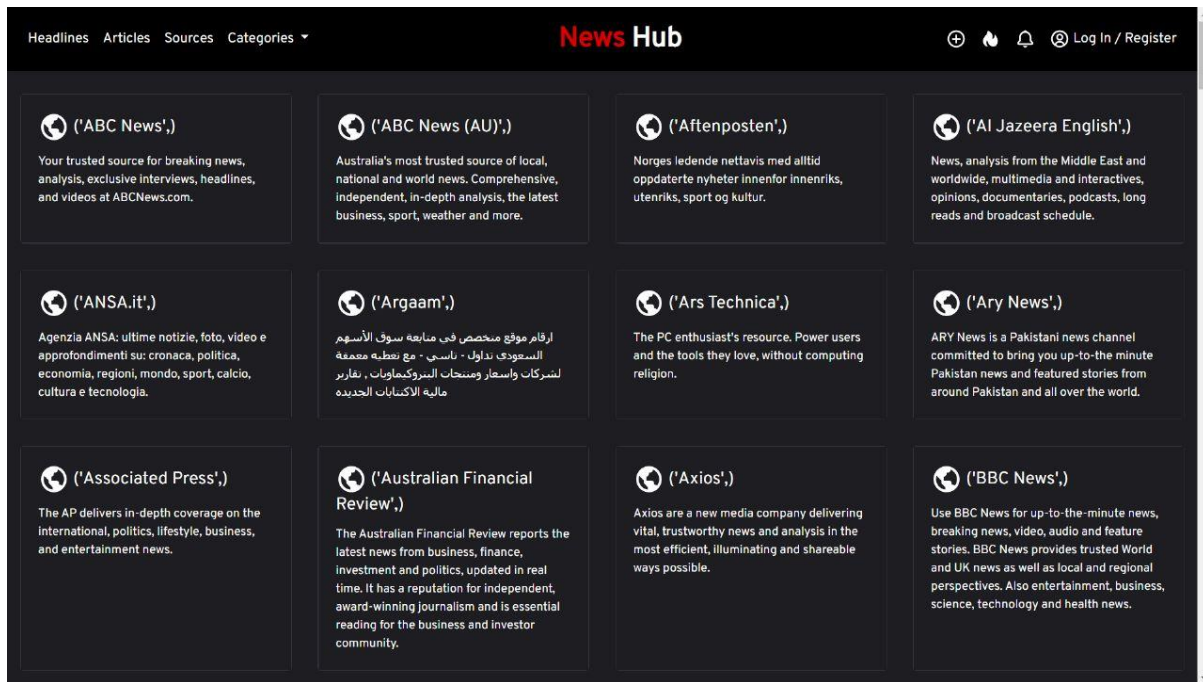 Headlines Articles Sources Categories
News Hub
Log In / Register
('ABC News',)
Your trusted source for breaking news,
analysis, exclusive interviews, headlines,
and videos at ABCNews.com.
('ABC News (AU)',)
Australia's most trusted source of local,
national and world news. Comprehensive,
independent, in-depth analysis, the latest
business, sport, weather and more.
('Aftenposten',)
Norges ledende nettavis med alltid
oppdaterte nyheter innenfor innenriks,
utenriks, sport og kultur.
('Al Jazeera English',)
News, analysis from the Middle East and
worldwide, multimedia and interactives,
opinions, documentaries, podcasts, long
reads and broadcast schedule.
('ANSA.it',)
Agenzia ANSA: ultime notizie, foto, video e
approfondimenti su: cronaca, politica,
economia, regioni, mondo, sport, calcio,
cultura e tecnologia.
('Argaam',)
ارقام موقع متخصص في متابعة سوق الأسهم
السعودي تداول - تاسي - مع تغطيه معمقة
لشركات واسعار ومنتجات البتروكيماويات , تقارير
مالية الاكتتابات الجديده
('Ars Technica',)
The PC enthusiast's resource. Power users
and the tools they love, without computing
religion.
('Ary News',)
ARY News is a Pakistani news channel
committed to bring you up-to-the minute
Pakistan news and featured stories from
around Pakistan and all over the world.
('Associated Press',)
The AP delivers in-depth coverage on the
international, politics, lifestyle, business,
and entertainment news.
('Australian Financial
Review',)
The Australian Financial Review reports the
latest news from business, finance,
investment and politics, updated in real
time. It has a reputation for independent,
award-winning journalism and is essential
reading for the business and investor
community.
('Axios',)
Axios are a new media company delivering
vital, trustworthy news and analysis in the
most efficient, illuminating and shareable
ways possible.
('BBC News',)
Use BBC News for up-to-the-minute news,
breaking news, video, audio and feature
stories. BBC News provides trusted World
and UK news as well as local and regional
perspectives. Also entertainment, business,
science, technology and health news.